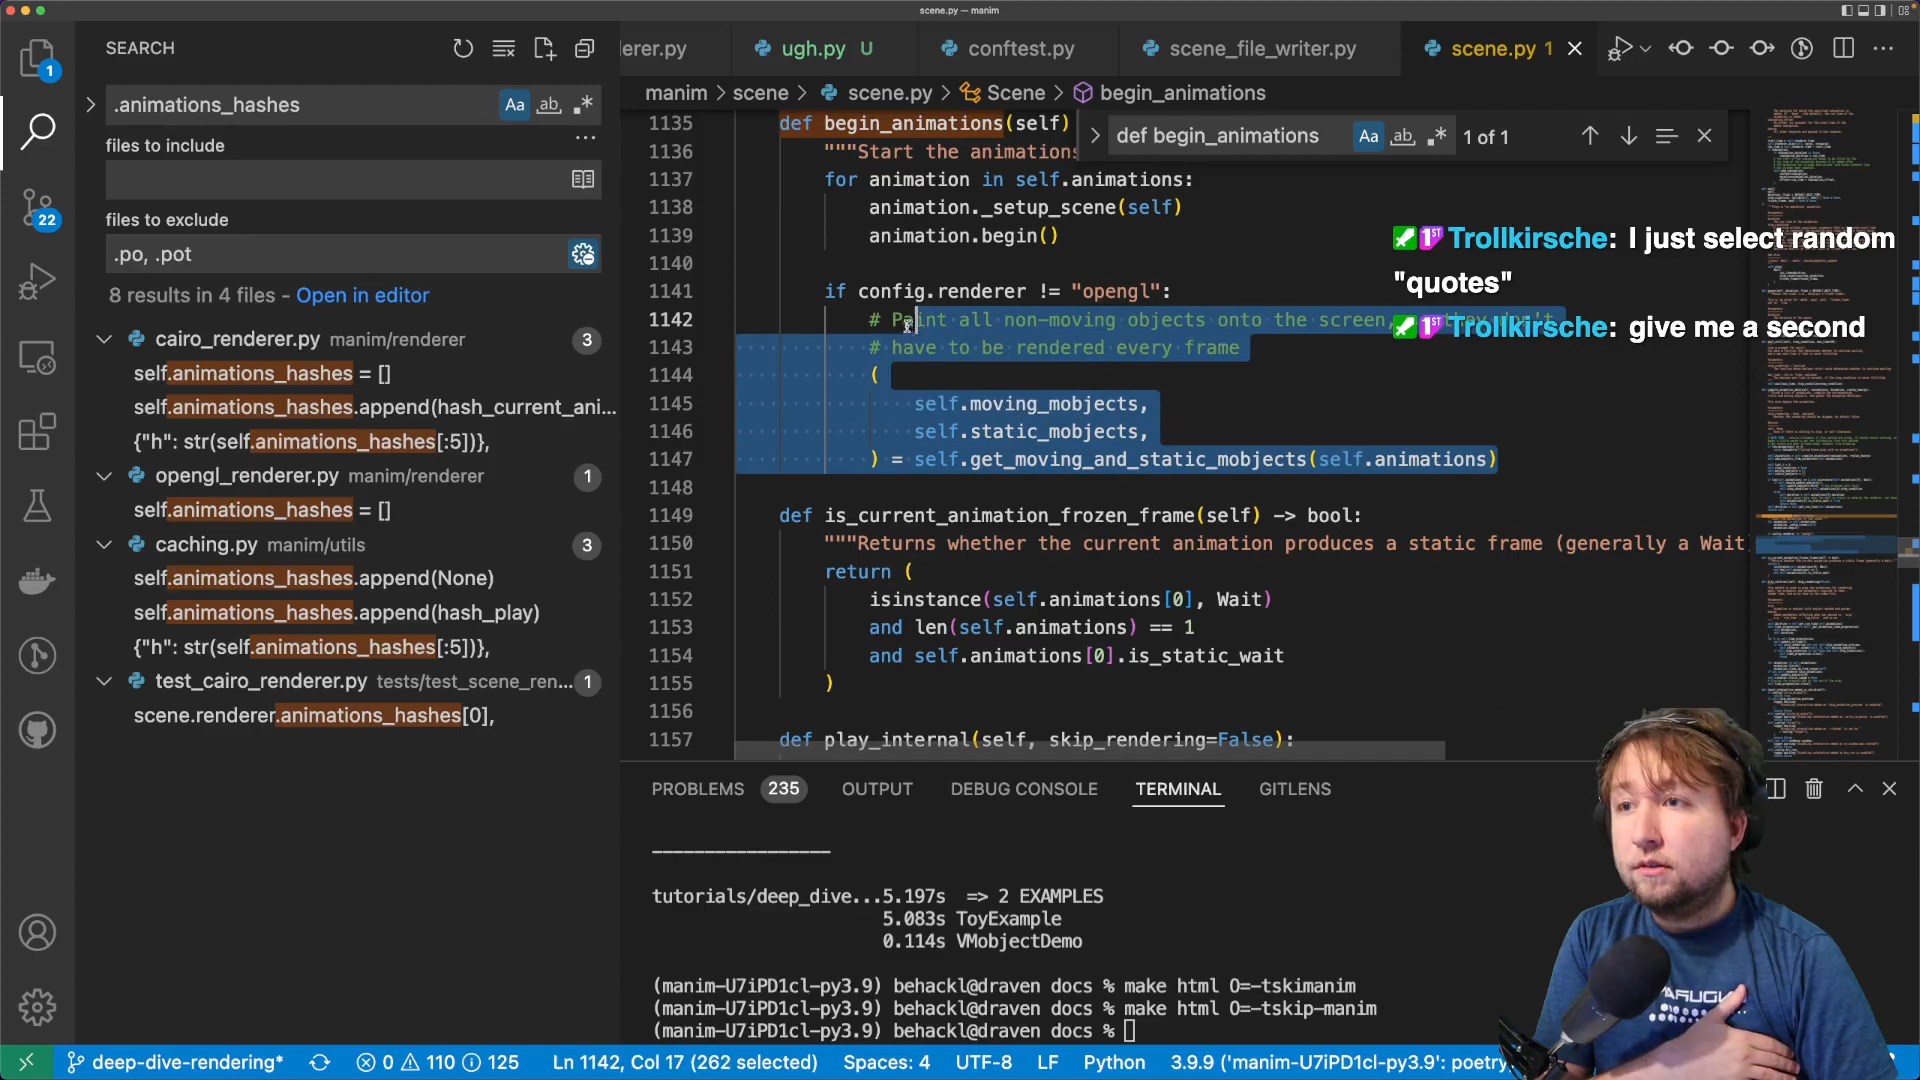 scene.py — manim
SEARCH
erer.py
ugh.py U
conftest.py
scene_file_writer.py
scene.py 1
.animations_hashes
files to include
files to exclude
.po, .pot
8 results in 4 files - Open in editor
cairo_renderer.py manim/renderer 3
self.animations_hashes = []
self.animations_hashes.append(hash_current_ani...
{"h": str(self.animations_hashes[:5])},
opengl_renderer.py manim/renderer 1
self.animations_hashes = []
caching.py manim/utils 3
self.animations_hashes.append(None)
self.animations_hashes.append(hash_play)
{"h": str(self.animations_hashes[:5])},
test_cairo_renderer.py tests/test_scene_ren... 1
scene.renderer.animations_hashes[0],
1
22
manim > scene > scene.py > Scene > begin_animations
def begin_animations
1 of 1
1135 def begin_animations(self)
1136 """Start the animations
1137 for animation in self.animations:
1138 animation._setup_scene(self)
1139 animation.begin()
1140
1141 if config.renderer != "opengl":
1142 # Paint all non-moving objects onto the screen,
1143 # have to be rendered every frame
1144 (
1145 self.moving_mobjects,
1146 self.static_mobjects,
1147 ) = self.get_moving_and_static_mobjects(self.animations)
1148
1149 def is_current_animation_frozen_frame(self) -> bool:
1150 """Returns whether the current animation produces a static frame (generally a Wait
1151 return (
1152 isinstance(self.animations[0], Wait)
1153 and len(self.animations) == 1
1154 and self.animations[0].is_static_wait
1155 )
1156
1157 def play_internal(self, skip_rendering=False):
Trollkirsche: I just select random
"quotes"
Trollkirsche: give me a second
PROBLEMS 235 OUTPUT DEBUG CONSOLE TERMINAL GITLENS
tutorials/deep_dive...5.197s => 2 EXAMPLES
5.083s ToyExample
0.114s VMobjectDemo
(manim-U7iPD1cl-py3.9) behackl@draven docs % make html O=-tskimanim
(manim-U7iPD1cl-py3.9) behackl@draven docs % make html O=-tskip-manim
(manim-U7iPD1cl-py3.9) behackl@draven docs %
deep-dive-rendering* 0 110 125 Ln 1142, Col 17 (262 selected) Spaces: 4 UTF-8 LF Python 3.9.9 ('manim-U7iPD1cl-py3.9': poetry